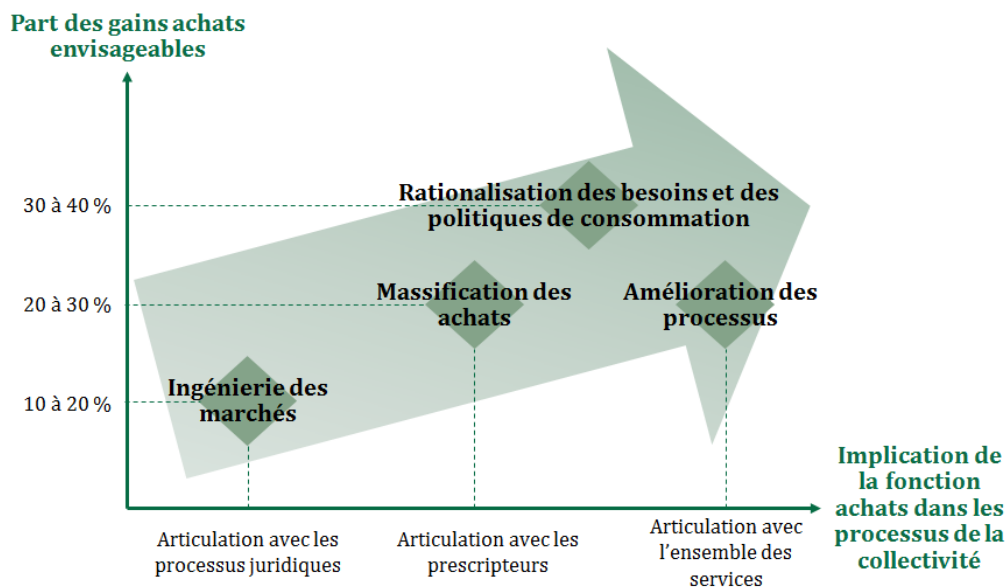 Part des gains achats
envisageables
30 à 40 %
Rationalisation des besoins et des
politiques de consommation
20 à 30 %
Massification des
achats
Amélioration des
processus
10 à 20 %
Ingénierie des
marchés
Implication de
la fonction
achats dans les
processus de la
collectivité
Articulation avec les
processus juridiques
Articulation avec les
prescripteurs
Articulation avec
l'ensemble des
services